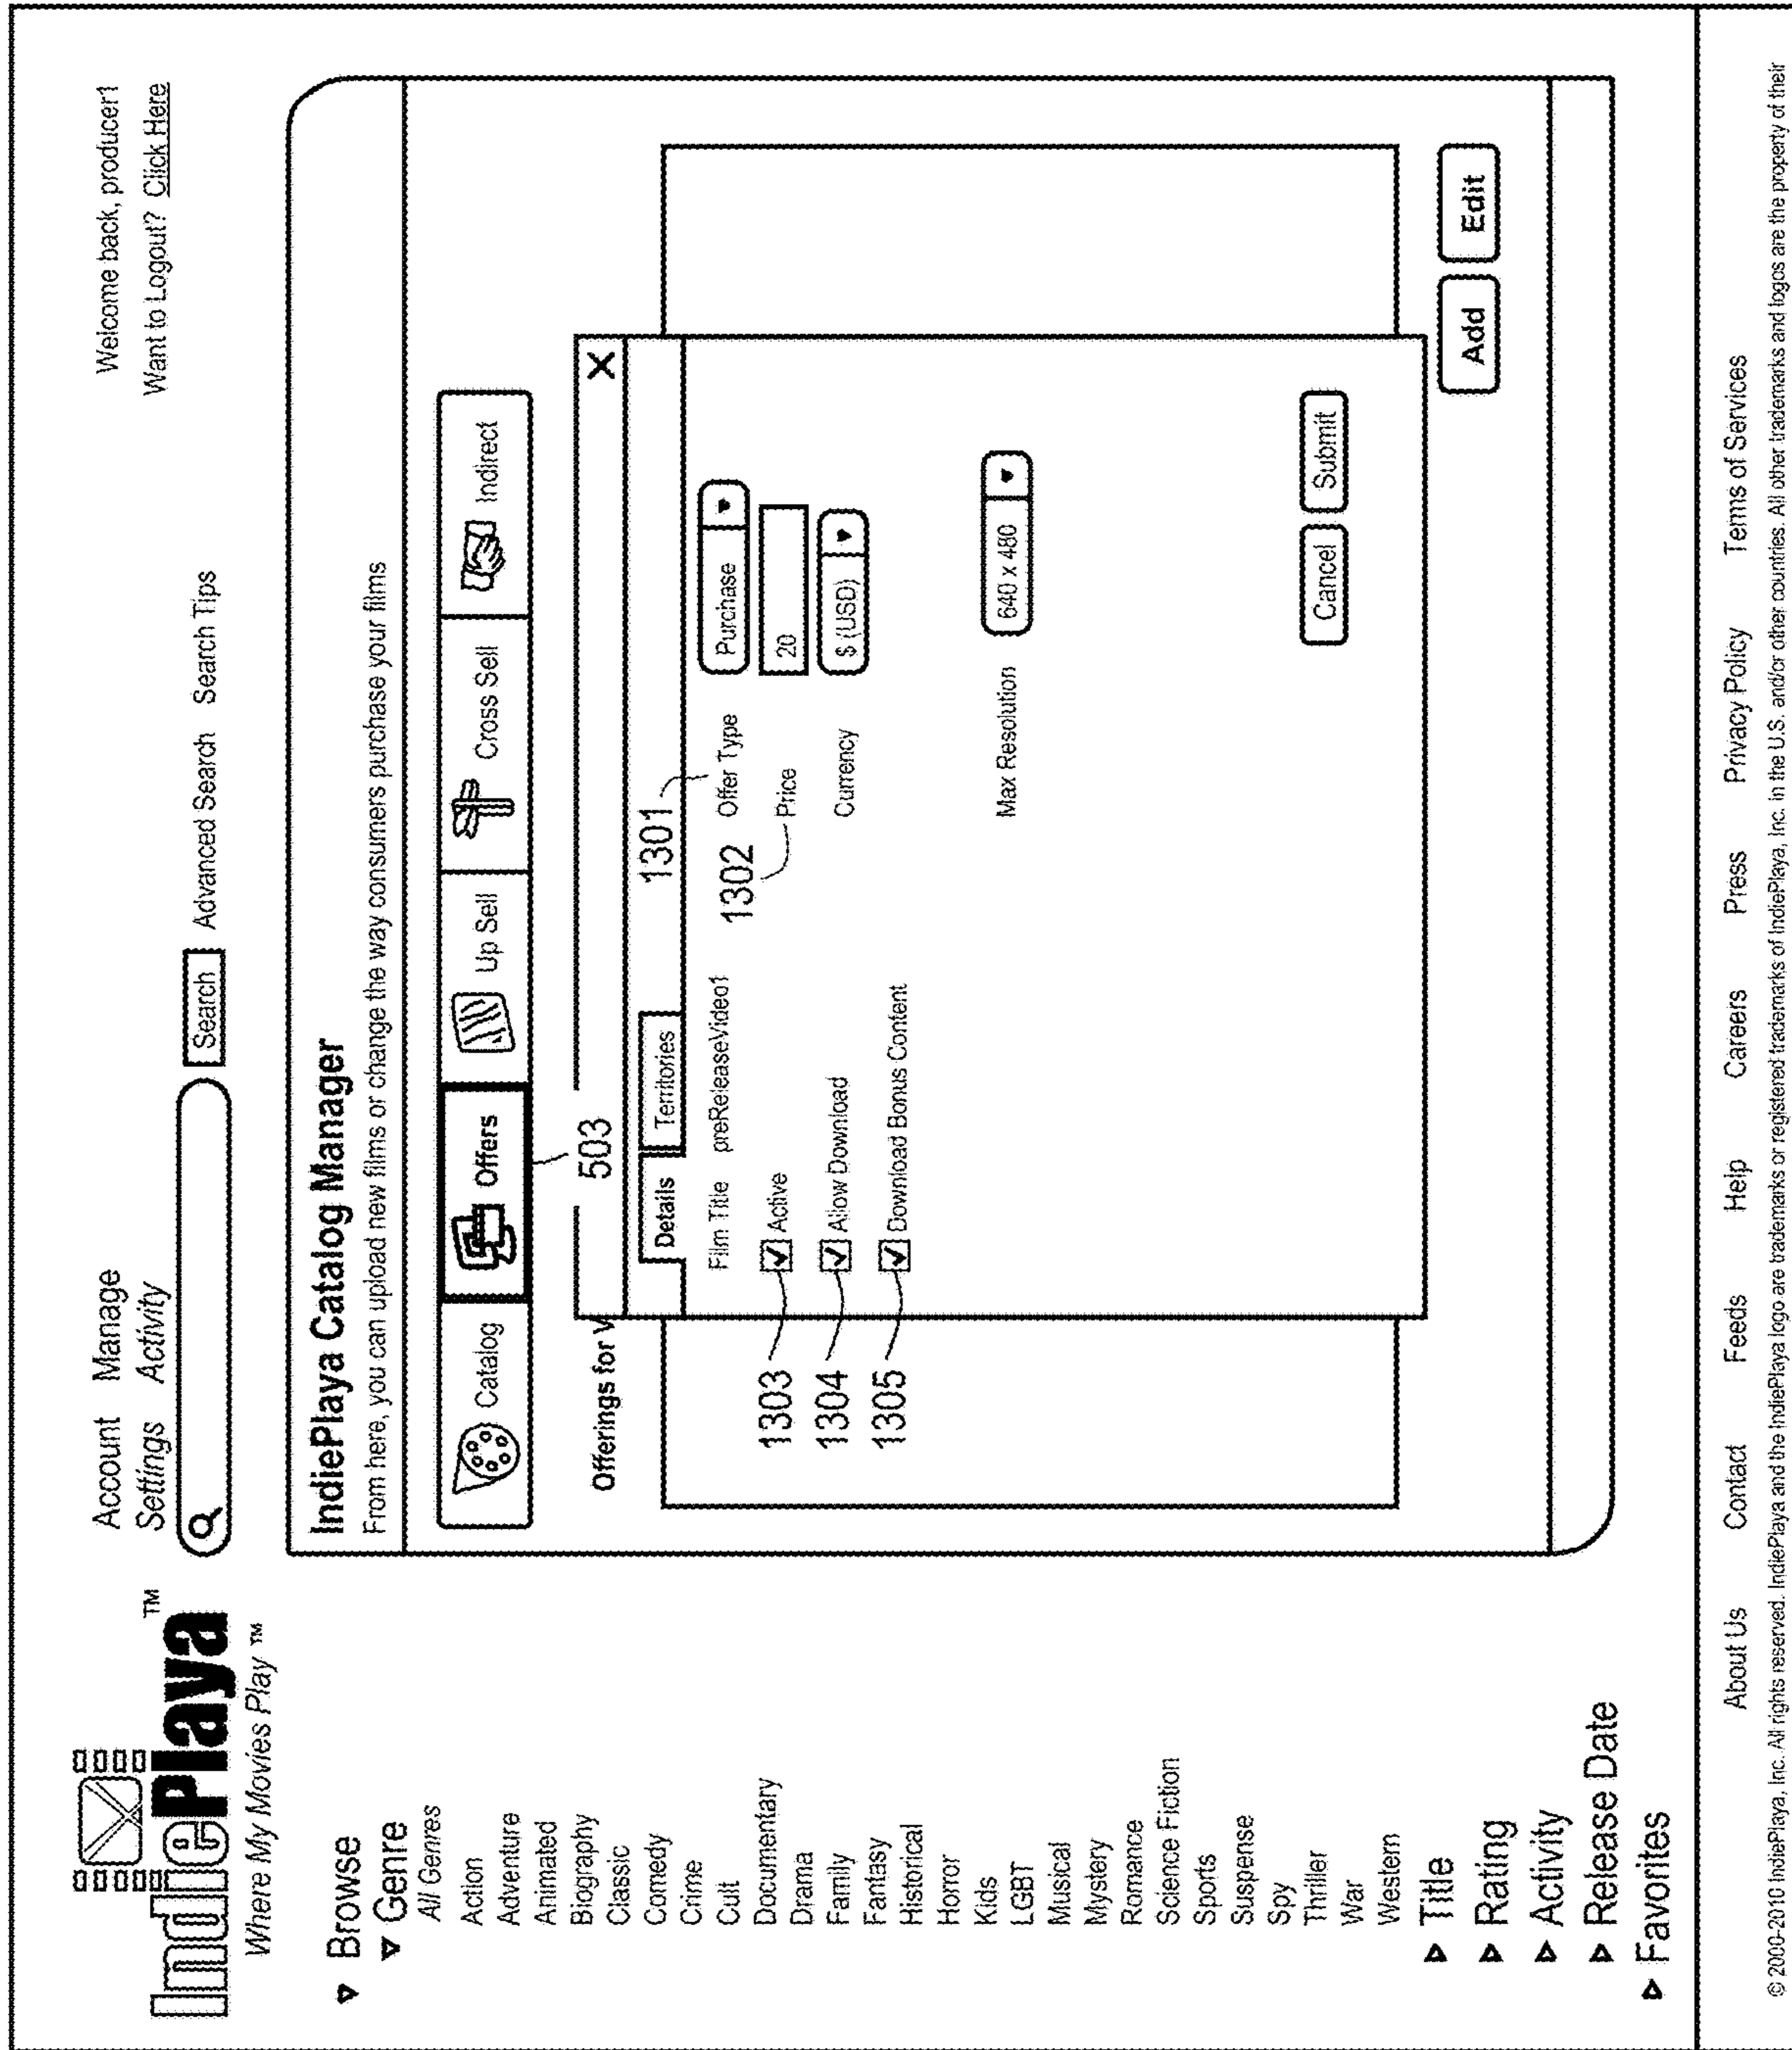 IndiePlaya™
Where My Movies Play ™
Account Settings
Manage Activity
Welcome back, producer1
Want to Logout? Click Here
Search Advanced Search Search Tips
Browse
Genre
All Genres
Action
Adventure
Animated
Biography
Classic
Comedy
Crime
Cult
Documentary
Drama
Family
Fantasy
Historical
Horror
Kids
LGBT
Musical
Mystery
Romance
Science Fiction
Sports
Suspense
Spy
Thriller
War
Western
Title
Rating
Activity
Release Date
Favorites
IndiePlaya Catalog Manager
From here, you can upload new films or change the way consumers purchase your films
Catalog Offers Up Sell Cross Sell Indirect
503
Offerings for V
X
Details Territories
1301
Film Title preReleaseVideo1
Offer Type Purchase
1302
1303 Active
Price 20
1304 Allow Download
Currency $ (USD)
1305 Download Bonus Content
Max Resolution 640 x 480
Cancel Submit
Add Edit
About Us Contact Feeds Help Careers Press Privacy Policy Terms of Services
© 2000-2010 IndiePlaya, Inc. All rights reserved. IndiePlaya and the IndiePlaya logo are trademarks or registered trademarks of IndiePlaya, Inc. in the U.S. and/or other countries. All other trademarks and logos are the property of their